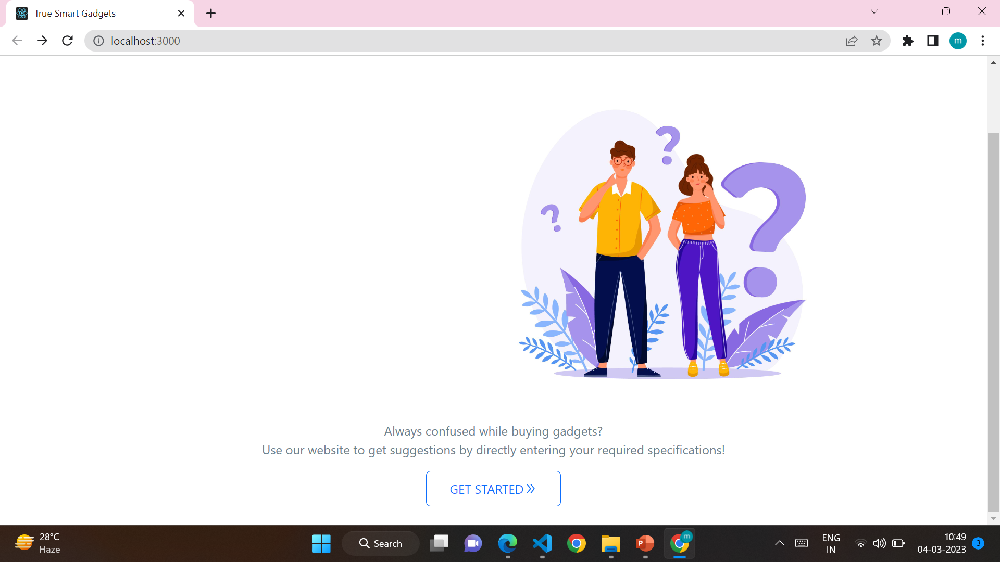 True Smart Gadgets
localhost:3000
m
?
?
?
Always confused while buying gadgets?
Use our website to get suggestions by directly entering your required specifications!
GET STARTED »
28°C
Haze
Search
P
m
ENG
IN
10:49
04-03-2023
3